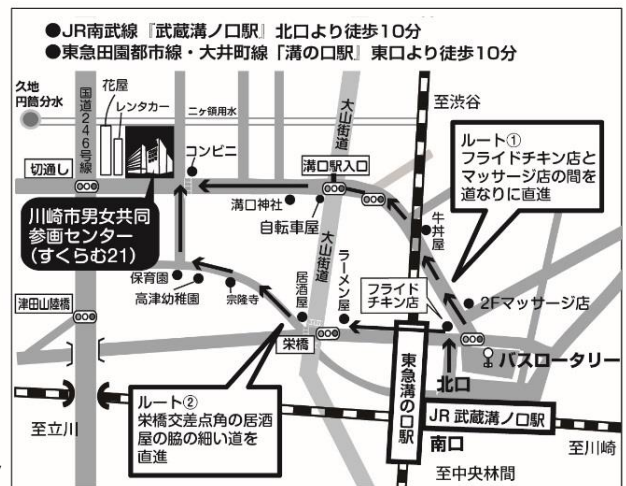 ●JR南武線『武蔵溝ノ口駅』北口より徒歩10分
●東急田園都市線・大井町線「溝の口駅」東口より徒歩10分
久地
円筒分水
国道246号線
花屋
レンタカー
二ヶ領用水
大山街道
至渋谷
コンビニ
切通し
溝口駅入口
ルート①
フライドチキン店と
マッサージ店の間を
道なりに直進
川崎市男女共同
参画センター
(すくらむ21)
溝口神社
自転車屋
牛丼屋
大山街道
保育園
高津幼稚園
宗隆寺
居酒屋
ラーメン屋
フライド
チキン店
2Fマッサージ店
津田山陸橋
栄橋
バスロータリー
北口
東急溝の口駅
ルート②
栄橋交差点角の居酒
屋の脇の細い道を
直進
JR 武蔵溝ノ口駅
南口
至立川
至川崎
至中央林間